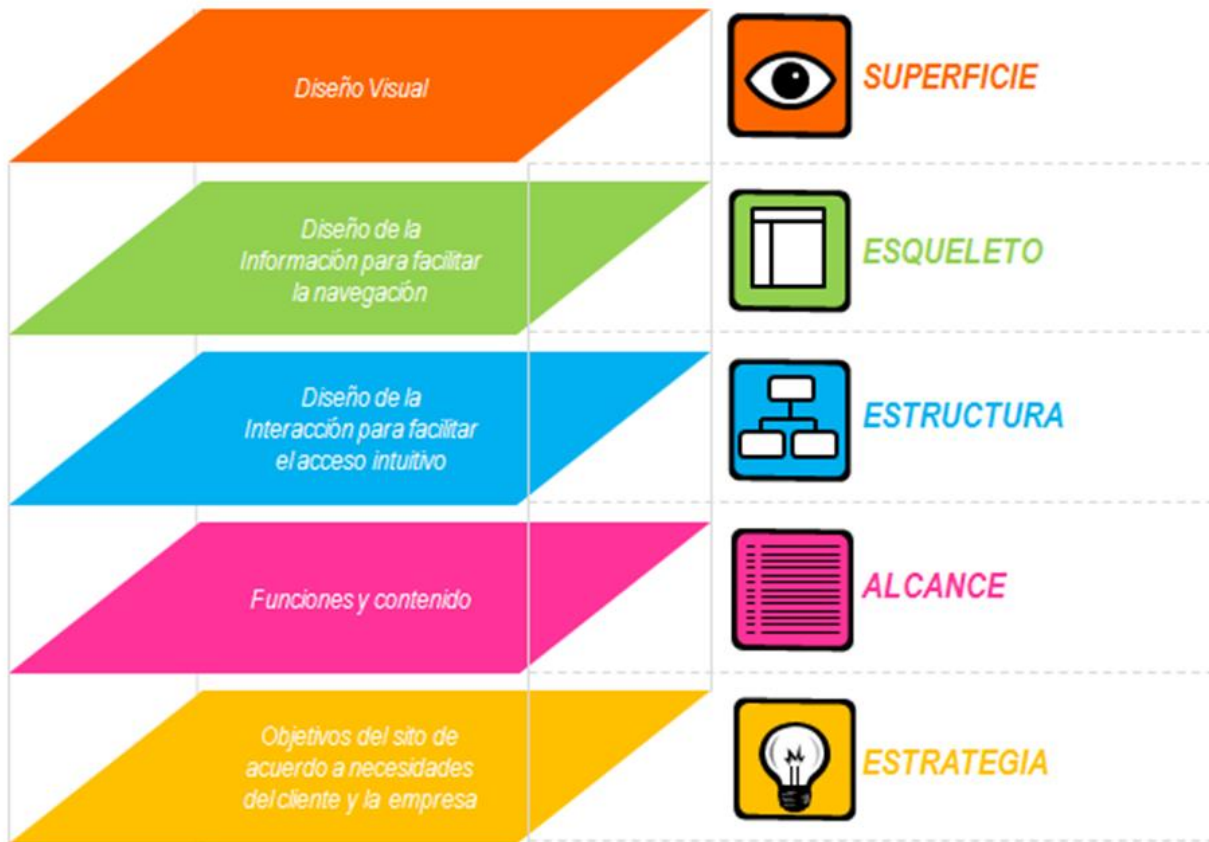 Diseño Visual
SUPERFICIE
Diseño de la
Información para facilitar
la navegación
ESQUELETO
Diseño de la
Interacción para facilitar
el acceso intuitivo
ESTRUCTURA
Funciones y contenido
ALCANCE
Objetivos del sito de
acuerdo a necesidades
del cliente y la empresa
ESTRATEGIA